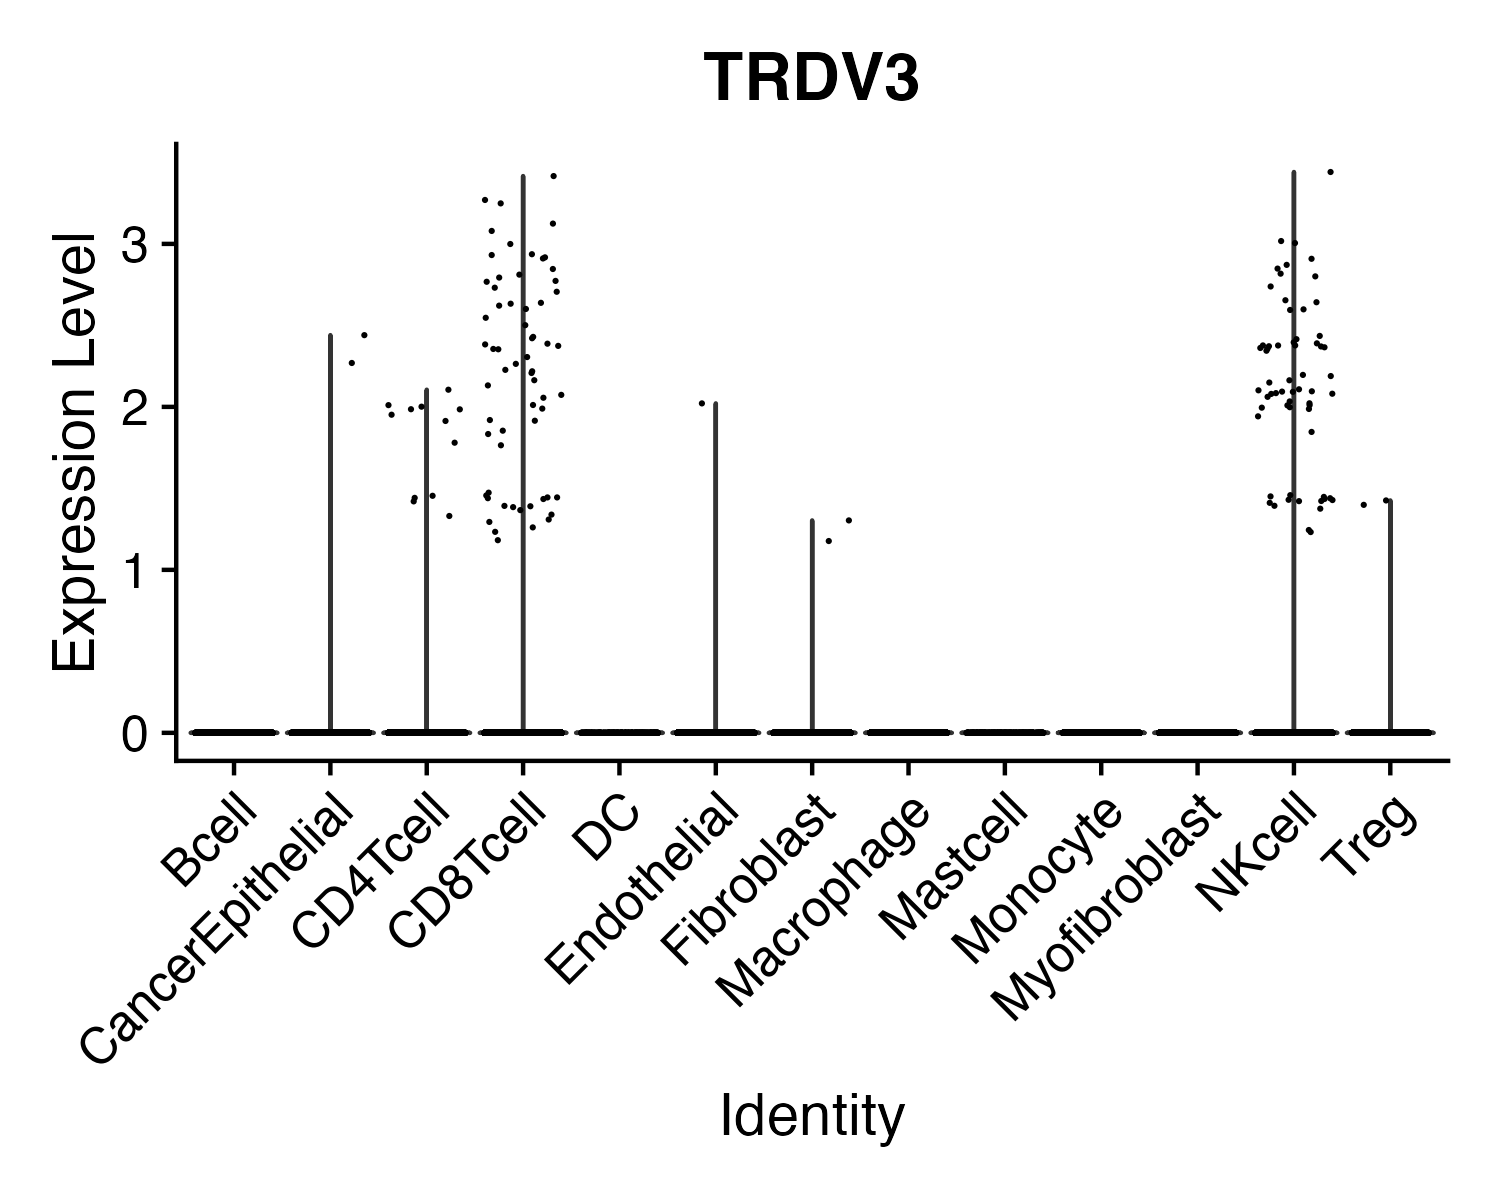 TRDV3
Expression Level
3
2
1
0
Bcell
CancerEpithelial
CD4Tcell
CD8Tcell
DC
Endothelial
Fibroblast
Macrophage
Mastcell
Monocyte
Myofibroblast
NKcell
Treg
Identity